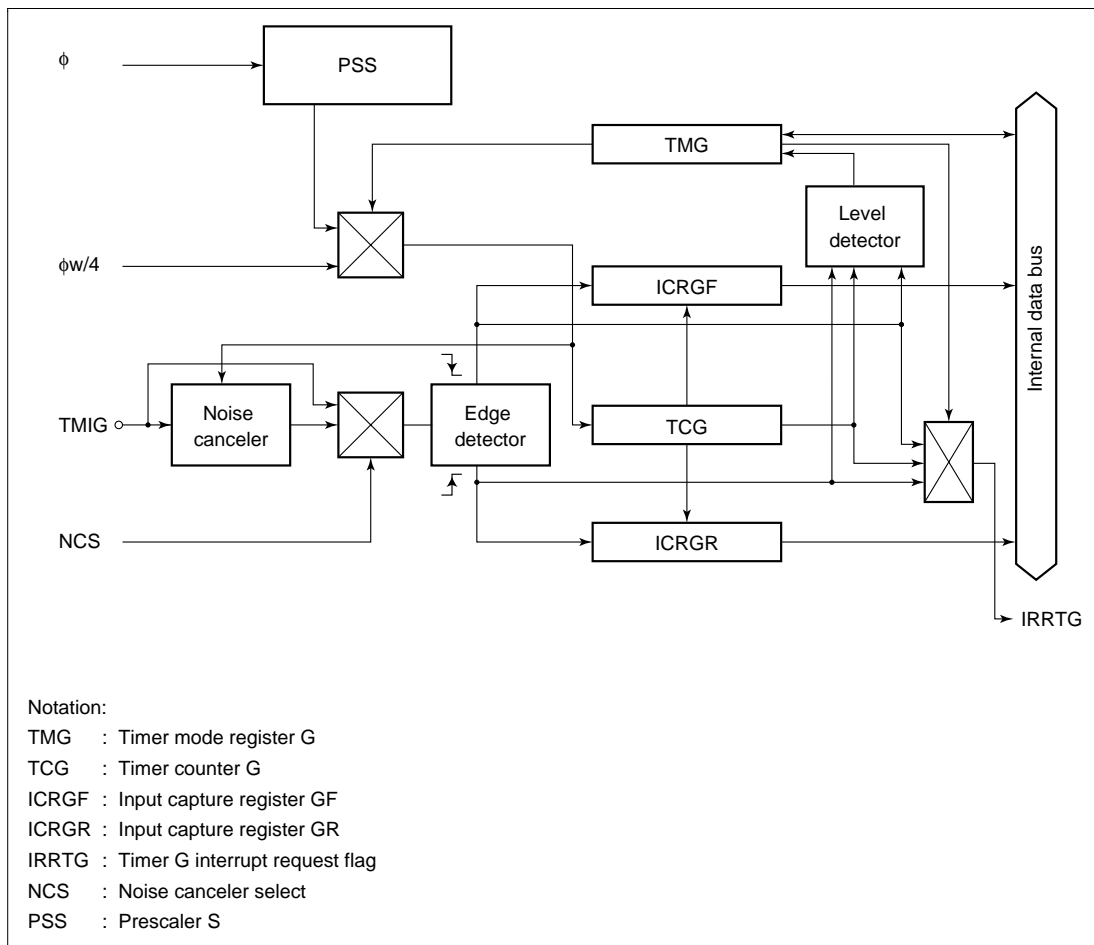 ϕ
PSS
TMG
Level
detector
ϕw/4
ICRGF
Internal data bus
TMIG
Noise
canceler
Edge
detector
TCG
NCS
ICRGR
IRRTG
Notation:
TMG : Timer mode register G
TCG : Timer counter G
ICRGF : Input capture register GF
ICRGR : Input capture register GR
IRRTG : Timer G interrupt request flag
NCS : Noise canceler select
PSS : Prescaler S